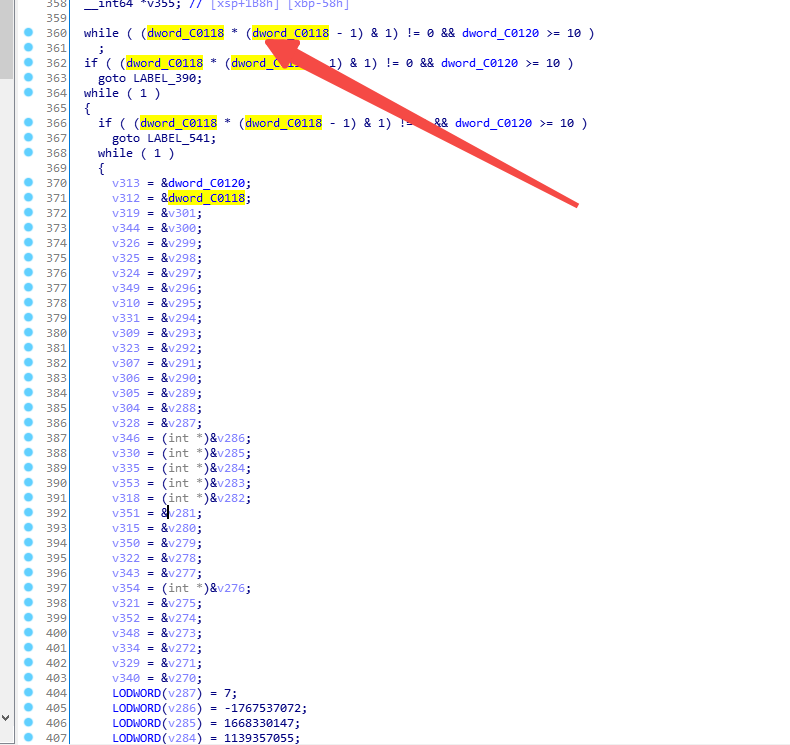 358 __int64 *v355; // [xsp+1B8h] [xbp-58h]
359
360 while ( (dword_C0118 * (dword_C0118 - 1) & 1) != 0 && dword_C0120 >= 10 )
361 ;
362 if ( (dword_C0118 * ( 1) & 1) != 0 && dword_C0120 >= 10 )
363 goto LABEL_390;
364 while ( 1 )
365 {
366 if ( (dword_C0118 * (dword_C0118 - 1) & 1) && dword_C0120 >= 10 )
367 goto LABEL_541;
368 while ( 1 )
369 {
370 v313 = &dword_C0120;
371 v312 = &dword_C0118;
372 v319 = &v301;
373 v344 = &v300;
374 v326 = &v299;
375 v325 = &v298;
376 v324 = &v297;
377 v349 = &v296;
378 v310 = &v295;
379 v331 = &v294;
380 v309 = &v293;
381 v323 = &v292;
382 v307 = &v291;
383 v306 = &v290;
384 v305 = &v289;
385 v304 = &v288;
386 v328 = &v287;
387 v346 = (int *)&v286;
388 v330 = (int *)&v285;
389 v335 = (int *)&v284;
390 v353 = (int *)&v283;
391 v318 = (int *)&v282;
392 v351 = &v281;
393 v315 = &v280;
394 v350 = &v279;
395 v322 = &v278;
396 v343 = &v277;
397 v354 = (int *)&v276;
398 v321 = &v275;
399 v352 = &v274;
400 v348 = &v273;
401 v334 = &v272;
402 v329 = &v271;
403 v340 = &v270;
404 LODWORD(v287) = 7;
405 LODWORD(v286) = -1767537072;
406 LODWORD(v285) = 1668330147;
407 LODWORD(v284) = 1139357055;